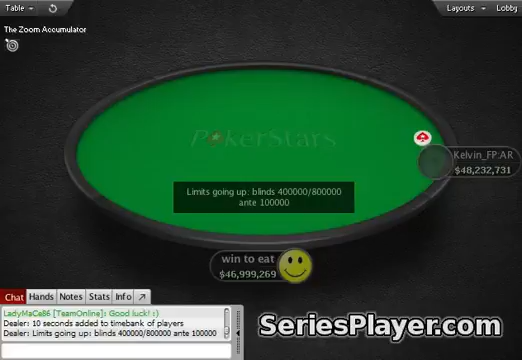 Table
Layouts
Lobby
The Zoom Accumulator
PokerStars
Kelvin_FP:AR
$48,232,731
Limits going up: blinds 400000/800000
ante 100000
win to eat
$46,999,269
Chat Hands Notes Stats Info
LadyMaCa86 [TeamOnline]: Good luck! :)
Dealer: 10 seconds added to timebank of players
Dealer: Limits going up: blinds 400000/800000 ante 100000
SeriesPlayer.com